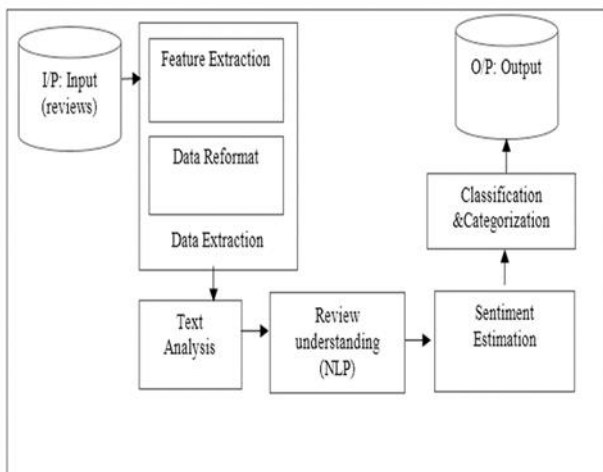 I/P: Input
(reviews)
Feature Extraction
Data Reformat
Data Extraction
Text
Analysis
Review
understanding
(NLP)
Sentiment
Estimation
Classification
&Categorization
O/P: Output